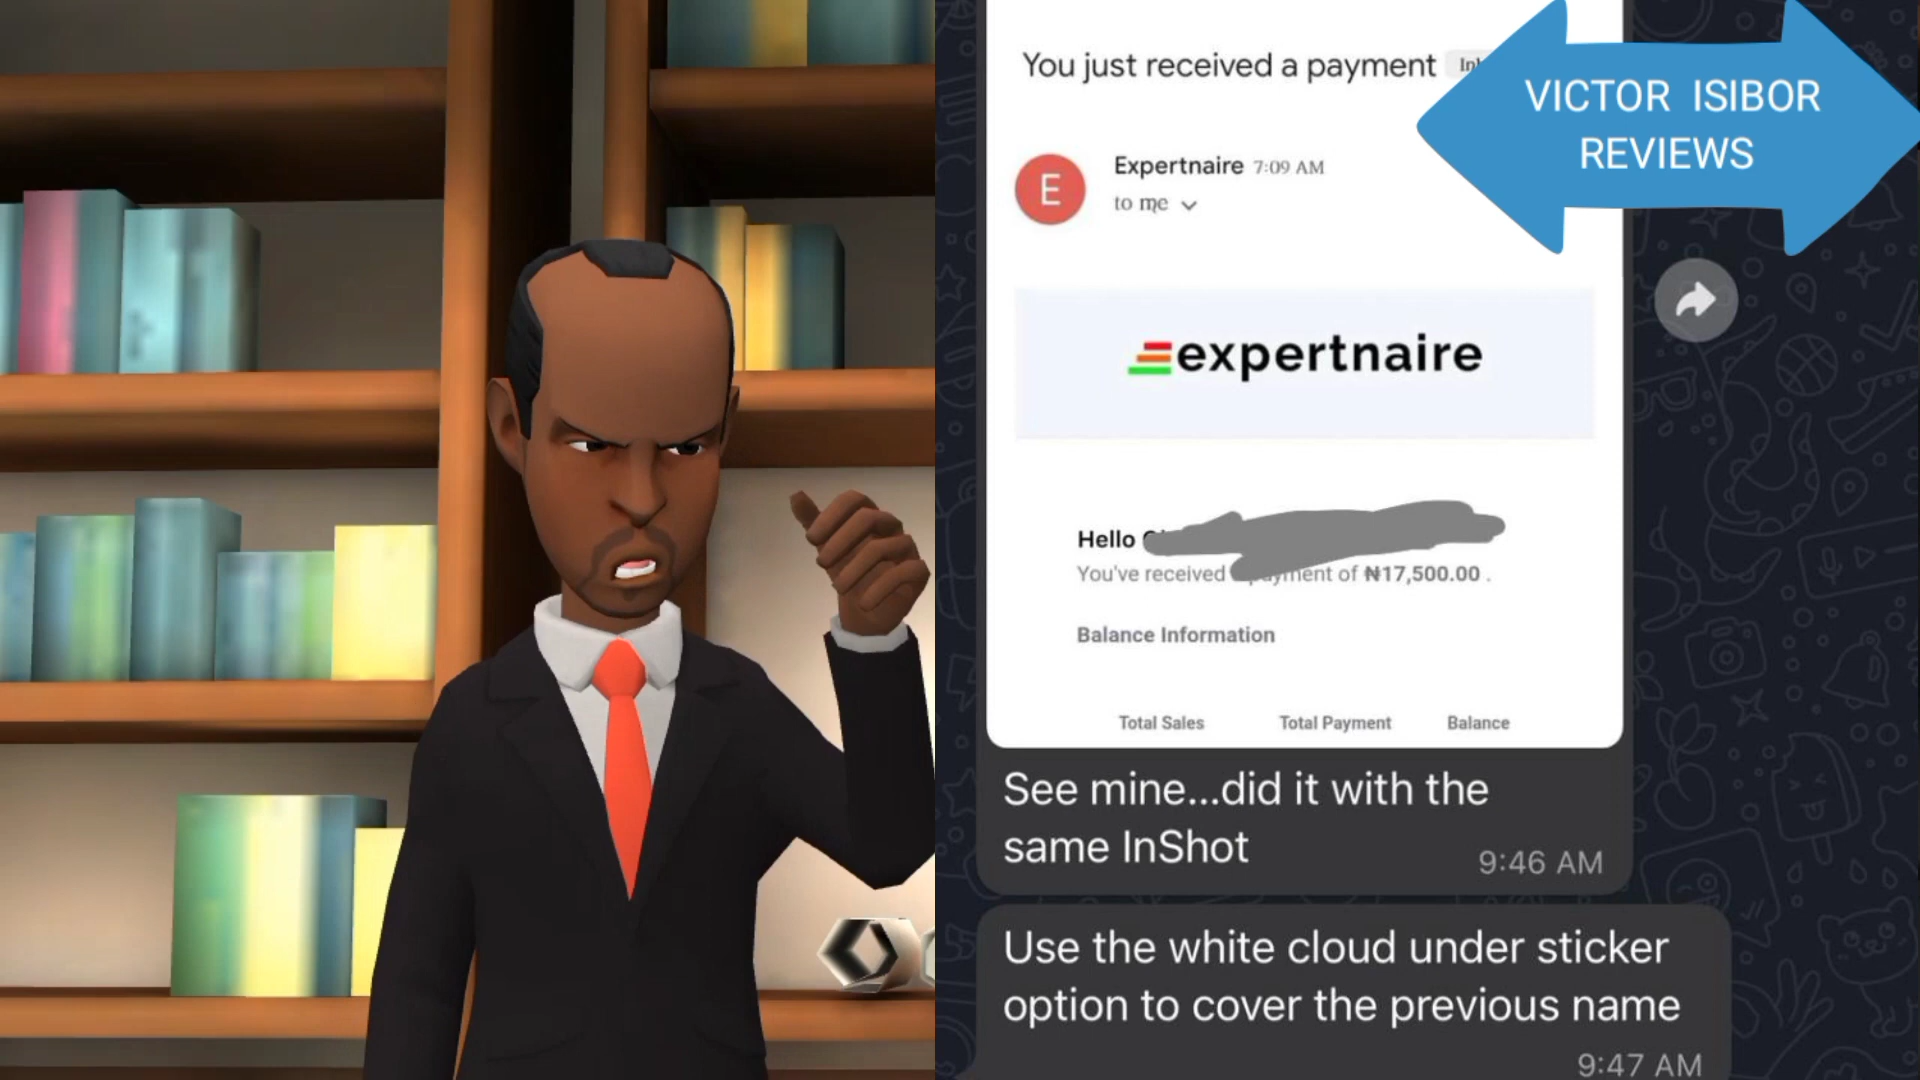 You just received a payment
VICTOR ISIBOR
REVIEWS
E
Expertnaire 7:09 AM
to me
expertnaire
Hello
You've received payment of ₦17,500.00 .
Balance Information
Total Sales Total Payment Balance
See mine...did it with the
same InShot
9:46 AM
Use the white cloud under sticker
option to cover the previous name
9:47 AM